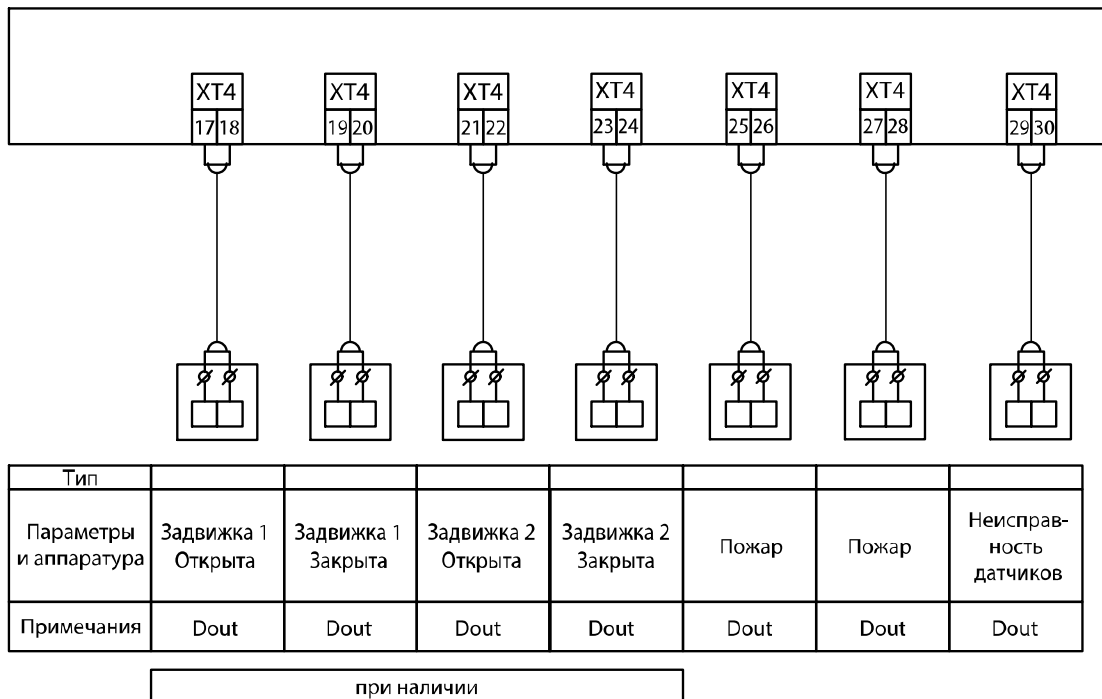 XT4 XT4 XT4 XT4 XT4 XT4 XT4
17 18 19 20 21 22 23 24 25 26 27 28 29 30
Тип
Параметры
и аппаратура
Задвижка 1
Открыта
Задвижка 1
Закрыта
Задвижка 2
Открыта
Задвижка 2
Закрыта
Пожар
Пожар
Неисправ-
ность
датчиков
Примечания Dout Dout Dout Dout Dout Dout Dout
при наличии